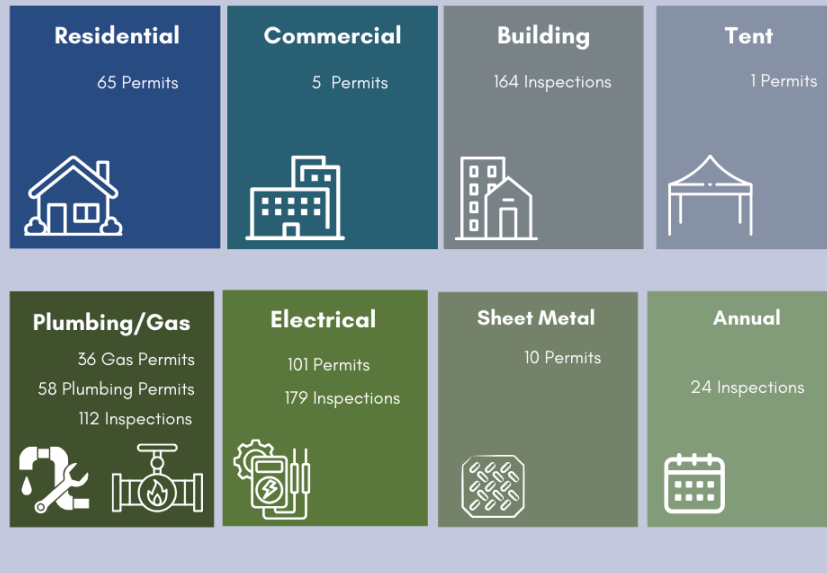 Residential
65 Permits
Commercial
5 Permits
Building
164 Inspections
Tent
1 Permits
Plumbing/Gas
36 Gas Permits
58 Plumbing Permits
112 Inspections
Electrical
101 Permits
179 Inspections
Sheet Metal
10 Permits
Annual
24 Inspections